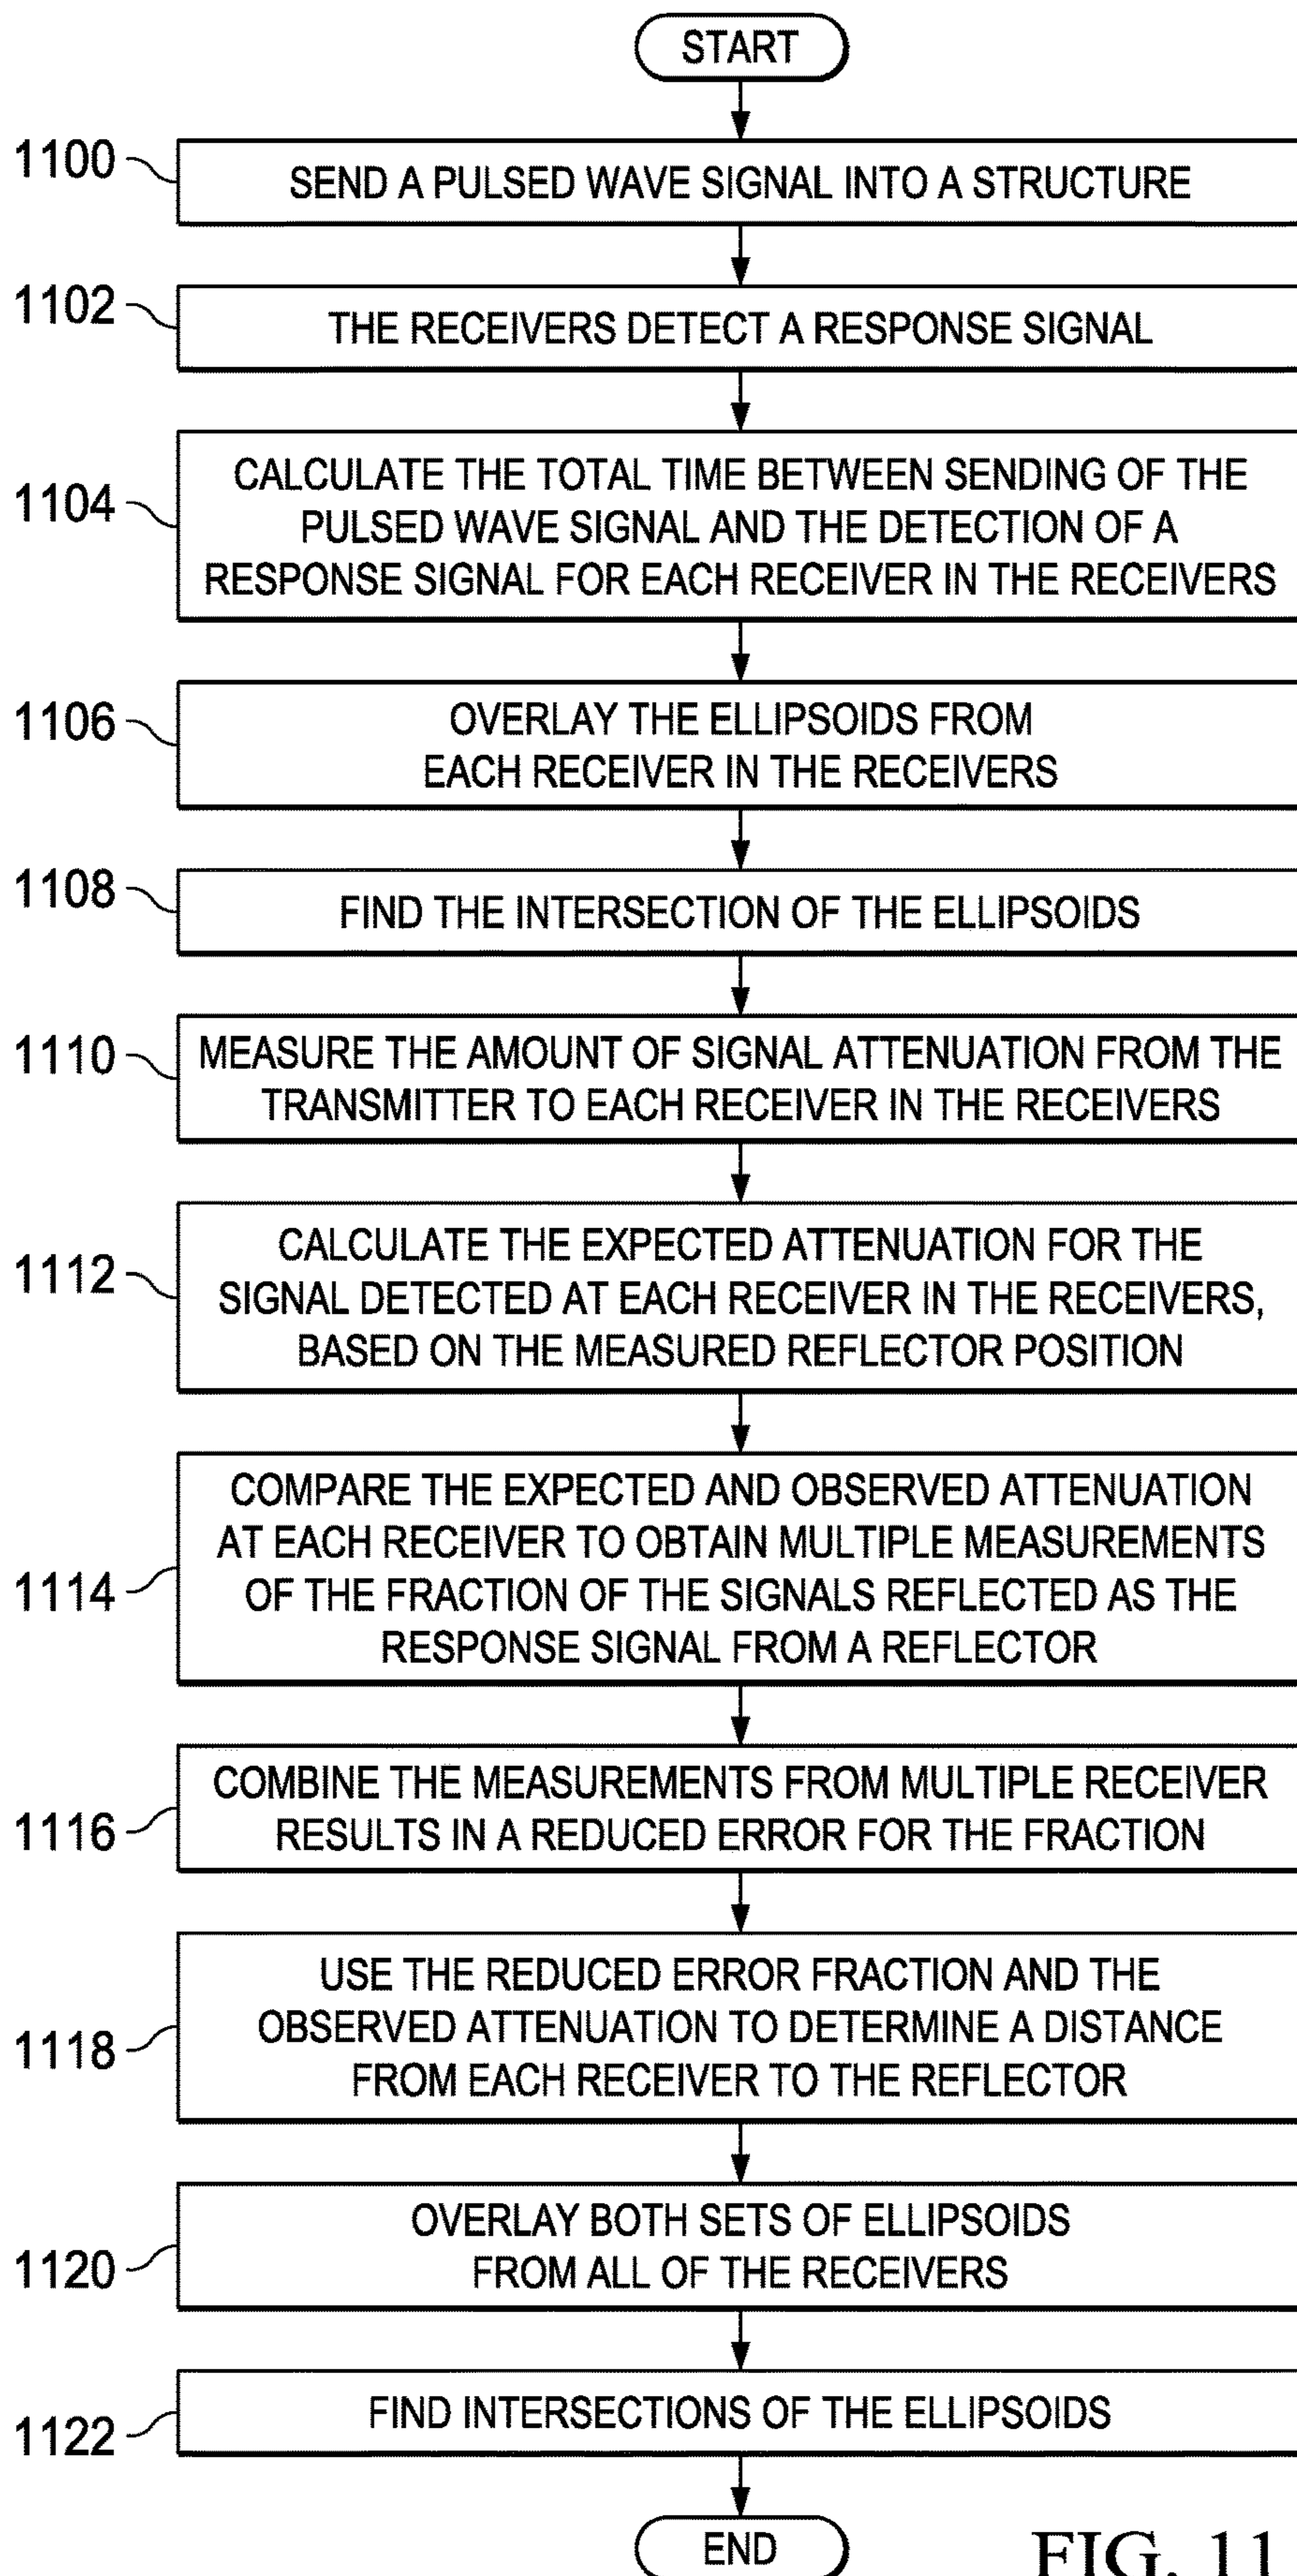 START
1100
SEND A PULSED WAVE SIGNAL INTO A STRUCTURE
1102
THE RECEIVERS DETECT A RESPONSE SIGNAL
1104
CALCULATE THE TOTAL TIME BETWEEN SENDING OF THE
PULSED WAVE SIGNAL AND THE DETECTION OF A
RESPONSE SIGNAL FOR EACH RECEIVER IN THE RECEIVERS
1106
OVERLAY THE ELLIPSOIDS FROM
EACH RECEIVER IN THE RECEIVERS
1108
FIND THE INTERSECTION OF THE ELLIPSOIDS
1110
MEASURE THE AMOUNT OF SIGNAL ATTENUATION FROM THE
TRANSMITTER TO EACH RECEIVER IN THE RECEIVERS
1112
CALCULATE THE EXPECTED ATTENUATION FOR THE
SIGNAL DETECTED AT EACH RECEIVER IN THE RECEIVERS,
BASED ON THE MEASURED REFLECTOR POSITION
1114
COMPARE THE EXPECTED AND OBSERVED ATTENUATION
AT EACH RECEIVER TO OBTAIN MULTIPLE MEASUREMENTS
OF THE FRACTION OF THE SIGNALS REFLECTED AS THE
RESPONSE SIGNAL FROM A REFLECTOR
1116
COMBINE THE MEASUREMENTS FROM MULTIPLE RECEIVER
RESULTS IN A REDUCED ERROR FOR THE FRACTION
1118
USE THE REDUCED ERROR FRACTION AND THE
OBSERVED ATTENUATION TO DETERMINE A DISTANCE
FROM EACH RECEIVER TO THE REFLECTOR
1120
OVERLAY BOTH SETS OF ELLIPSOIDS
FROM ALL OF THE RECEIVERS
1122
FIND INTERSECTIONS OF THE ELLIPSOIDS
END
FIG. 11